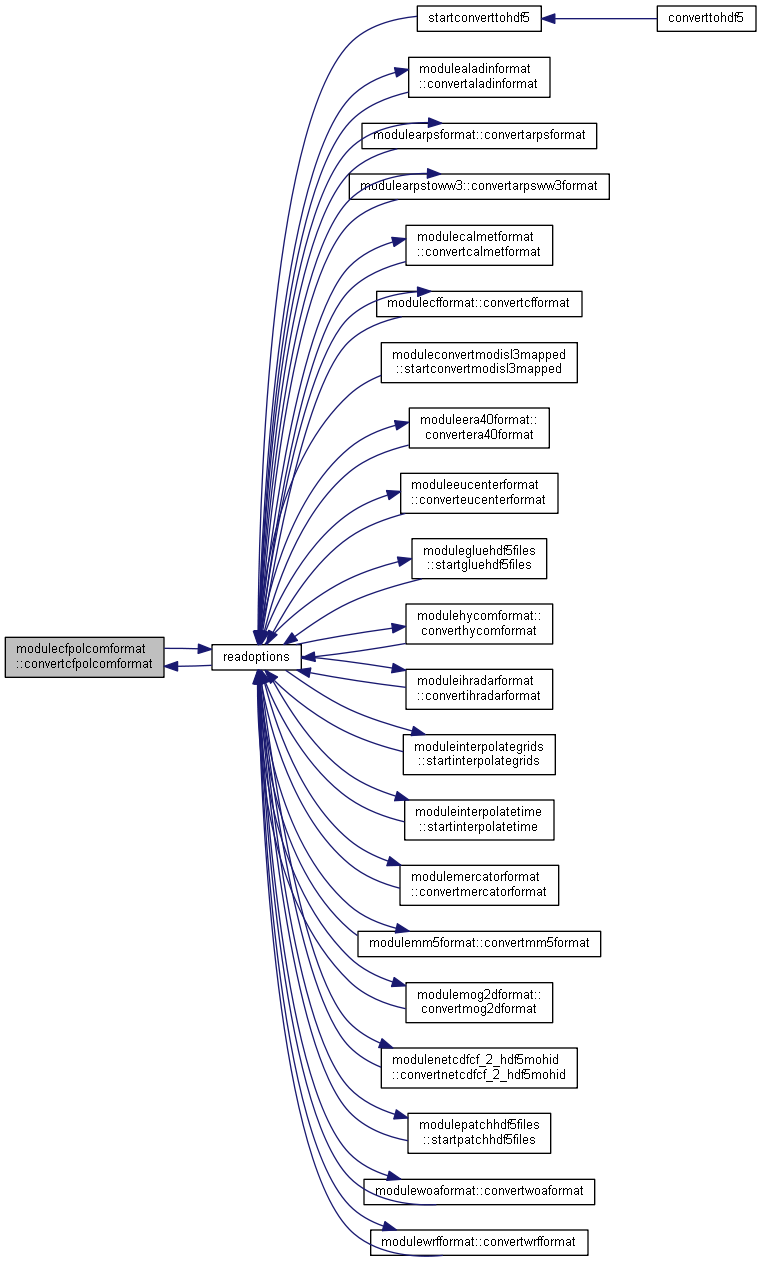 startconverttohdf5
converttohdf5
modulealadinformat
::convertaladinformat
modulearpsformat::convertarpsformat
modulearpstoww3::convertarpsww3format
modulecalmetformat
::convertcalmetformat
modulecfformat::convertcfformat
moduleconvertmodisl3mapped
::startconvertmodisl3mapped
moduleera40format::
convertera40format
moduleeucenterformat
::converteucenterformat
modulegluehdf5files
::startgluehdf5files
modulehycomformat::
converthycomformat
modulecfpolcomformat
::convertcfpolcomformat
readoptions
moduleihradarformat
::convertihradarformat
moduleinterpolategrids
::startinterpolategrids
moduleinterpolatetime
::startinterpolatetime
modulemercatorformat
::convertmercatorformat
modulemm5format::convertmm5format
modulemog2dformat::
convertmog2dformat
modulenetcdfcf_2_hdf5mohid
::convertnetcdfcf_2_hdf5mohid
modulepatchhdf5files
::startpatchhdf5files
modulewoaformat::convertwoaformat
modulewrfformat::convertwrfformat